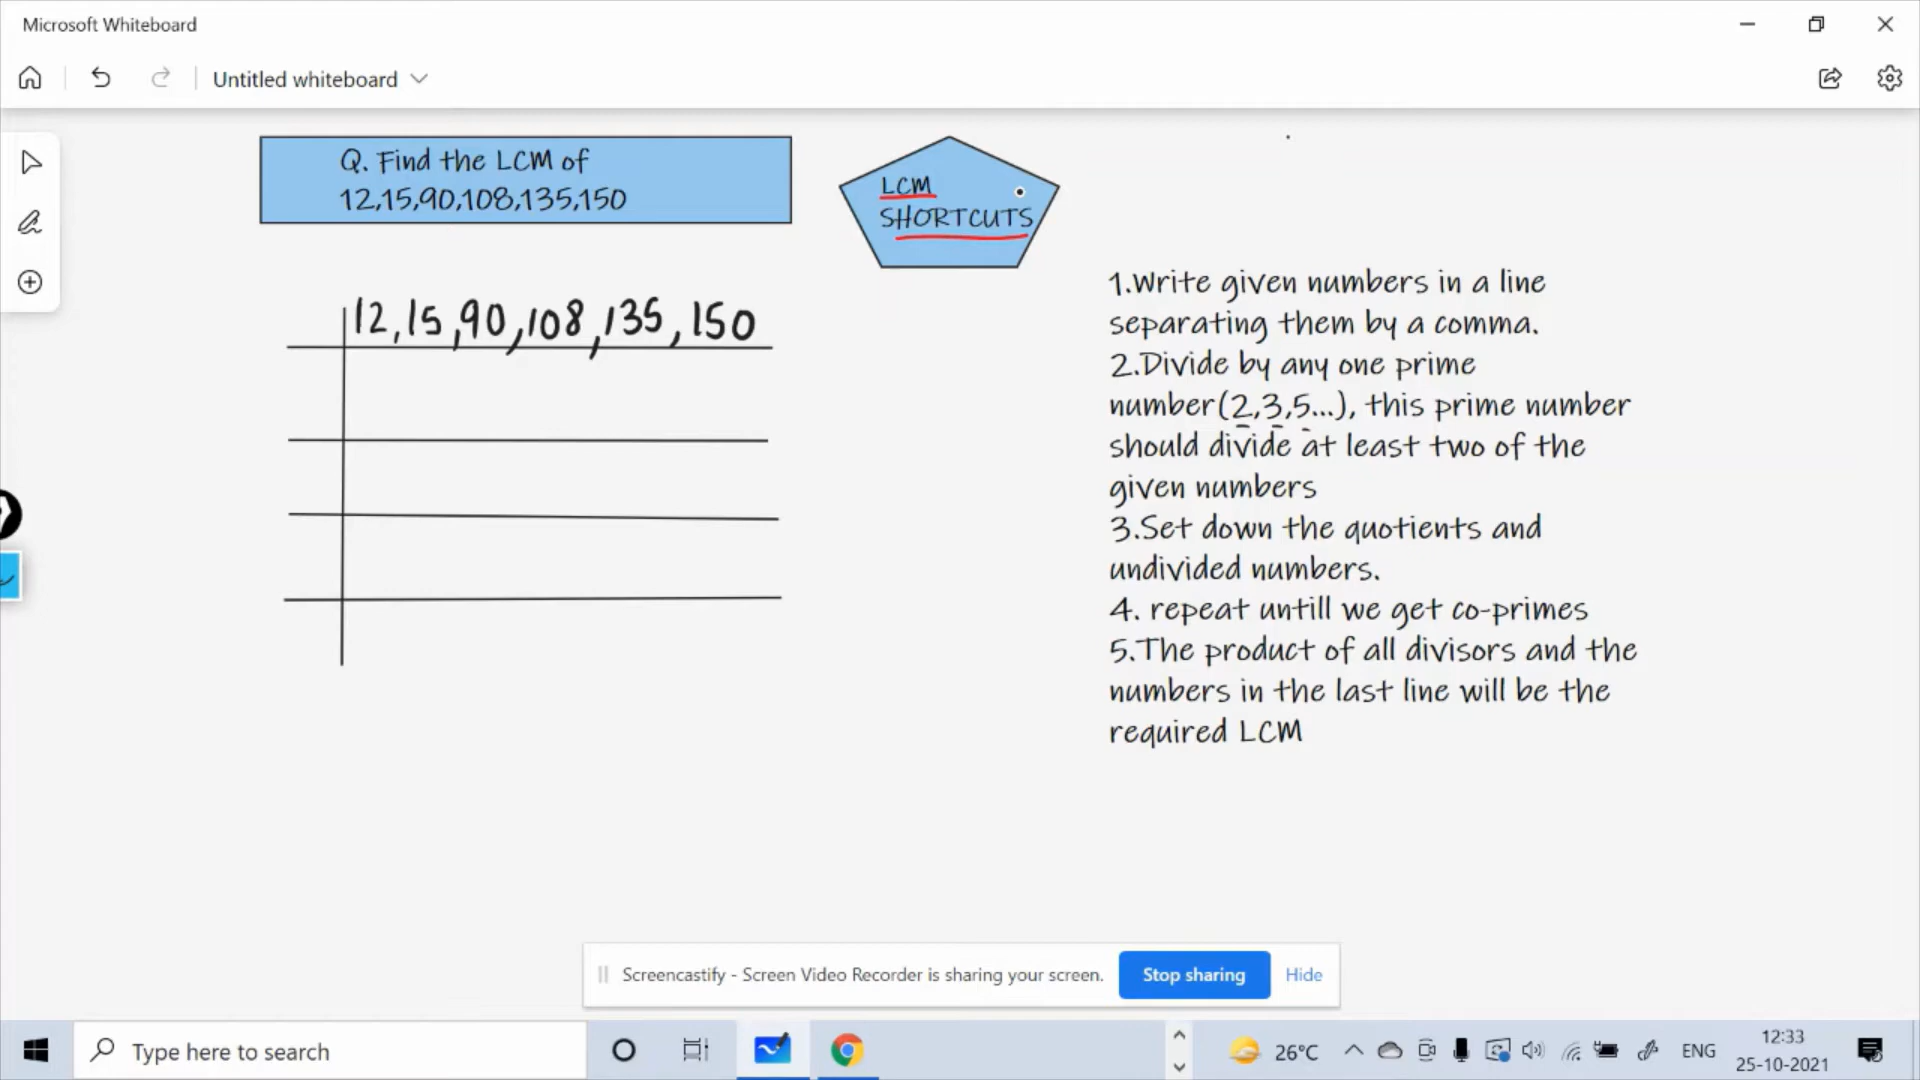 Microsoft Whiteboard
Untitled whiteboard
Q. Find the LCM of
12,15,90,108,135,150
LCM
SHORTCUTS
12,15,90,108,135,150
1.Write given numbers in a line
separating them by a comma.
2.Divide by any one prime
number(2,3,5...), this prime number
should divide at least two of the
given numbers
3.Set down the quotients and
undivided numbers.
4. repeat untill we get co-primes
5.The product of all divisors and the
numbers in the last line will be the
required LCM
Screencastify - Screen Video Recorder is sharing your screen.
Stop sharing
Hide
Type here to search
26°C
ENG
12:33
25-10-2021